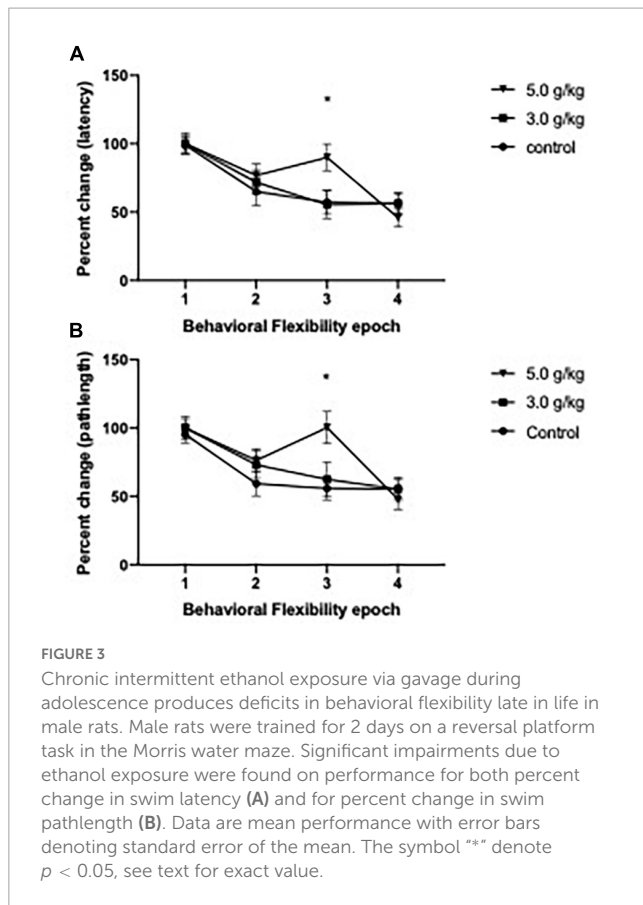 A
150
100
50
0
Percent change (latency)
*
5.0 g/kg
3.0 g/kg
control
1 2 3 4
Behavioral Flexibility epoch
B
150
100
50
0
Percent change (pathlength)
*
5.0 g/kg
3.0 g/kg
Control
1 2 3 4
Behavioral Flexibility epoch
FIGURE 3
Chronic intermittent ethanol exposure via gavage during
adolescence produces deficits in behavioral flexibility late in life in
male rats. Male rats were trained for 2 days on a reversal platform
task in the Morris water maze. Significant impairments due to
ethanol exposure were found on performance for both percent
change in swim latency (A) and for percent change in swim
pathlength (B). Data are mean performance with error bars
denoting standard error of the mean. The symbol “*” denote
p < 0.05, see text for exact value.